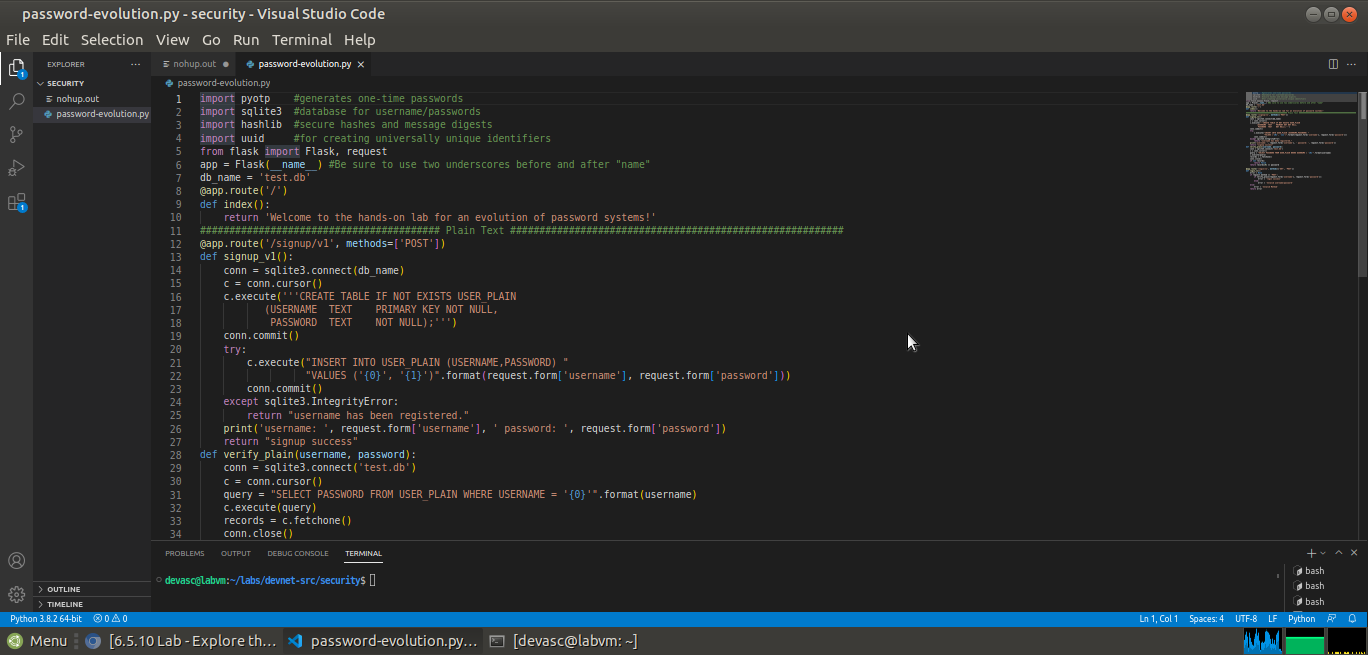 password-evolution.py - security - Visual Studio Code
File Edit Selection View Go Run Terminal Help
EXPLORER
SECURITY
nohup.out
password-evolution.py
OUTLINE
TIMELINE
1
1
nohup.out
password-evolution.py
password-evolution.py
1 import pyotp    #generates one-time passwords
2 import sqlite3  #database for username/passwords
3 import hashlib  #secure hashes and message digests
4 import uuid     #for creating universally unique identifiers
5 from flask import Flask, request
6 app = Flask(__name__) #Be sure to use two underscores before and after "name"
7 db_name = 'test.db'
8 @app.route('/')
9 def index():
10     return 'Welcome to the hands-on lab for an evolution of password systems!'
11 ######################################### Plain Text #########################################################
12 @app.route('/signup/v1', methods=['POST'])
13 def signup_v1():
14     conn = sqlite3.connect(db_name)
15     c = conn.cursor()
16     c.execute('''CREATE TABLE IF NOT EXISTS USER_PLAIN
17            (USERNAME  TEXT    PRIMARY KEY NOT NULL,
18             PASSWORD  TEXT    NOT NULL);''')
19     conn.commit()
20     try:
21         c.execute("INSERT INTO USER_PLAIN (USERNAME,PASSWORD) "
22                   "VALUES ('{0}', '{1}')".format(request.form['username'], request.form['password']))
23         conn.commit()
24     except sqlite3.IntegrityError:
25         return "username has been registered."
26     print('username: ', request.form['username'], ' password: ', request.form['password'])
27     return "signup success"
28 def verify_plain(username, password):
29     conn = sqlite3.connect('test.db')
30     c = conn.cursor()
31     query = "SELECT PASSWORD FROM USER_PLAIN WHERE USERNAME = '{0}'".format(username)
32     c.execute(query)
33     records = c.fetchone()
34     conn.close()
PROBLEMS OUTPUT DEBUG CONSOLE TERMINAL
devasc@labvm:~/labs/devnet-src/security$
bash
bash
bash
Python 3.8.2 64-bit 0 0 Ln 1, Col 1 Spaces: 4 UTF-8 LF Python
Menu [6.5.10 Lab - Explore th... password-evolution.py... [devasc@labvm: ~]